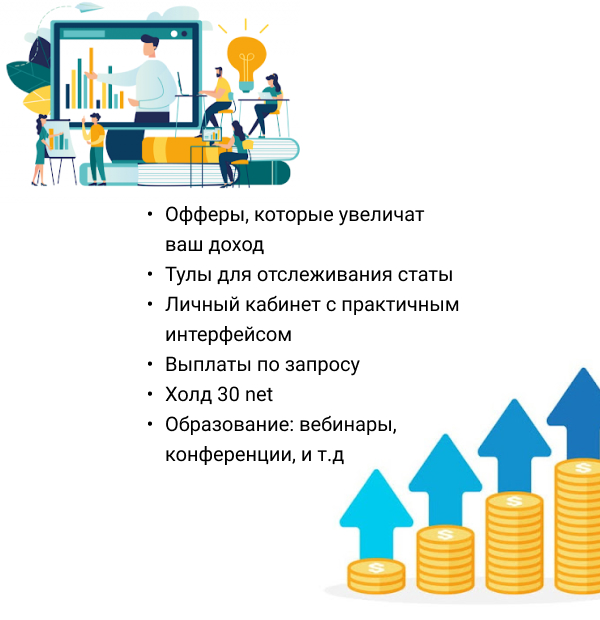 • Офферы, которые увеличат
ваш доход
• Тулы для отслеживания статы
• Личный кабинет с практичным
интерфейсом
• Выплаты по запросу
• Холд 30 net
• Образование: вебинары,
конференции, и т.д
$
$
$
$